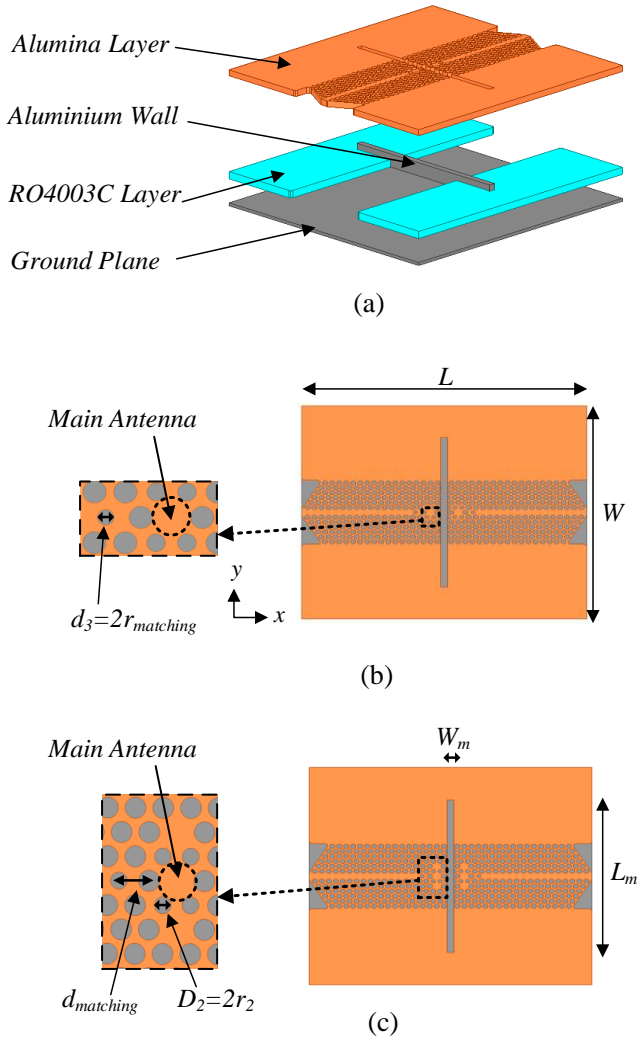 Alumina Layer
Aluminium Wall
RO4003C Layer
Ground Plane
(a)
L
Main Antenna
W
y
x
d3=2rmatching
(b)
Wm
Main Antenna
Lm
dmatching
D2=2r2
(c)